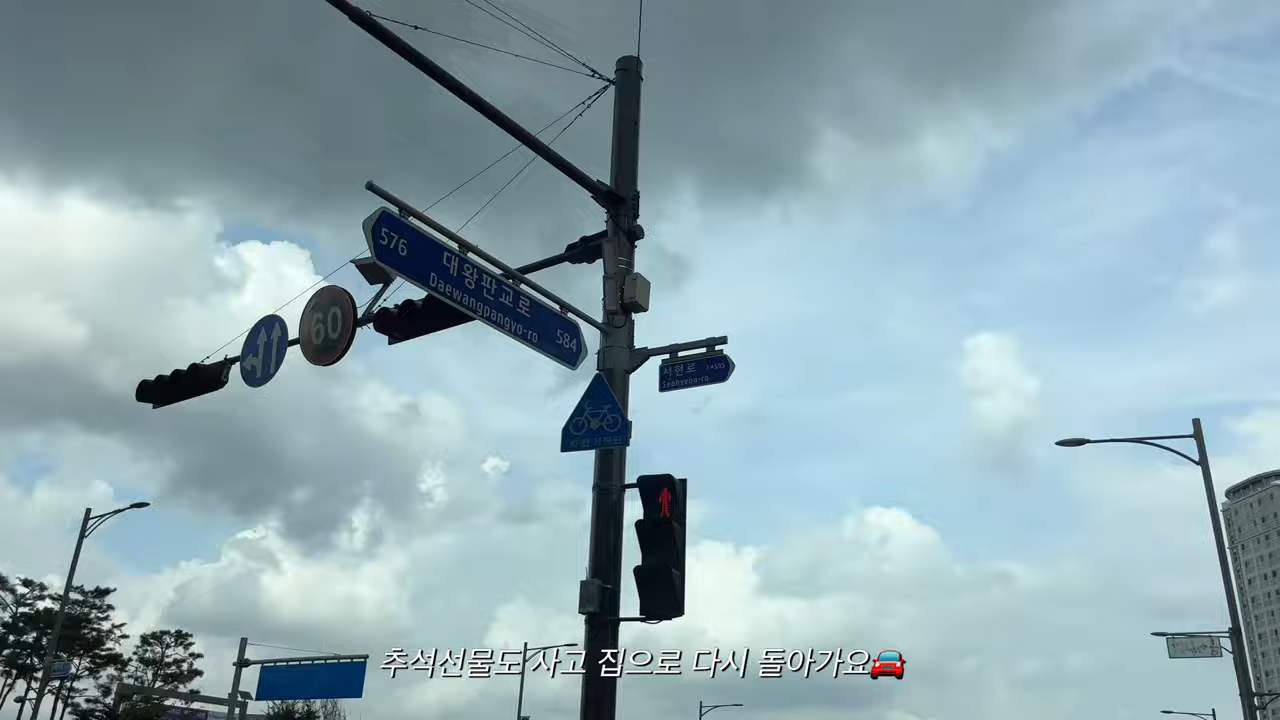 576 대왕판교로
Daewangpangyo-ro 584
60
서현로
Seohyeon-ro
추석선물도 사고 집으로 다시 돌아가요🚘